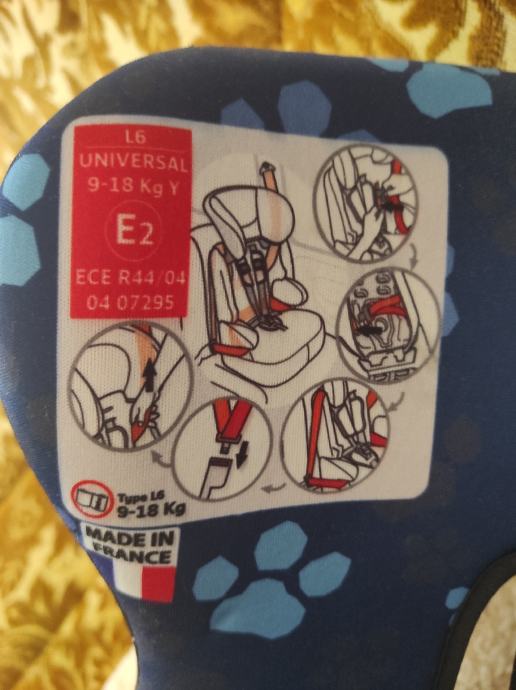 L6
UNIVERSAL
9-18 Kg Y
E2
ECE R44/04
04 07295
Type L6
9-18 Kg
MADE IN
FRANCE